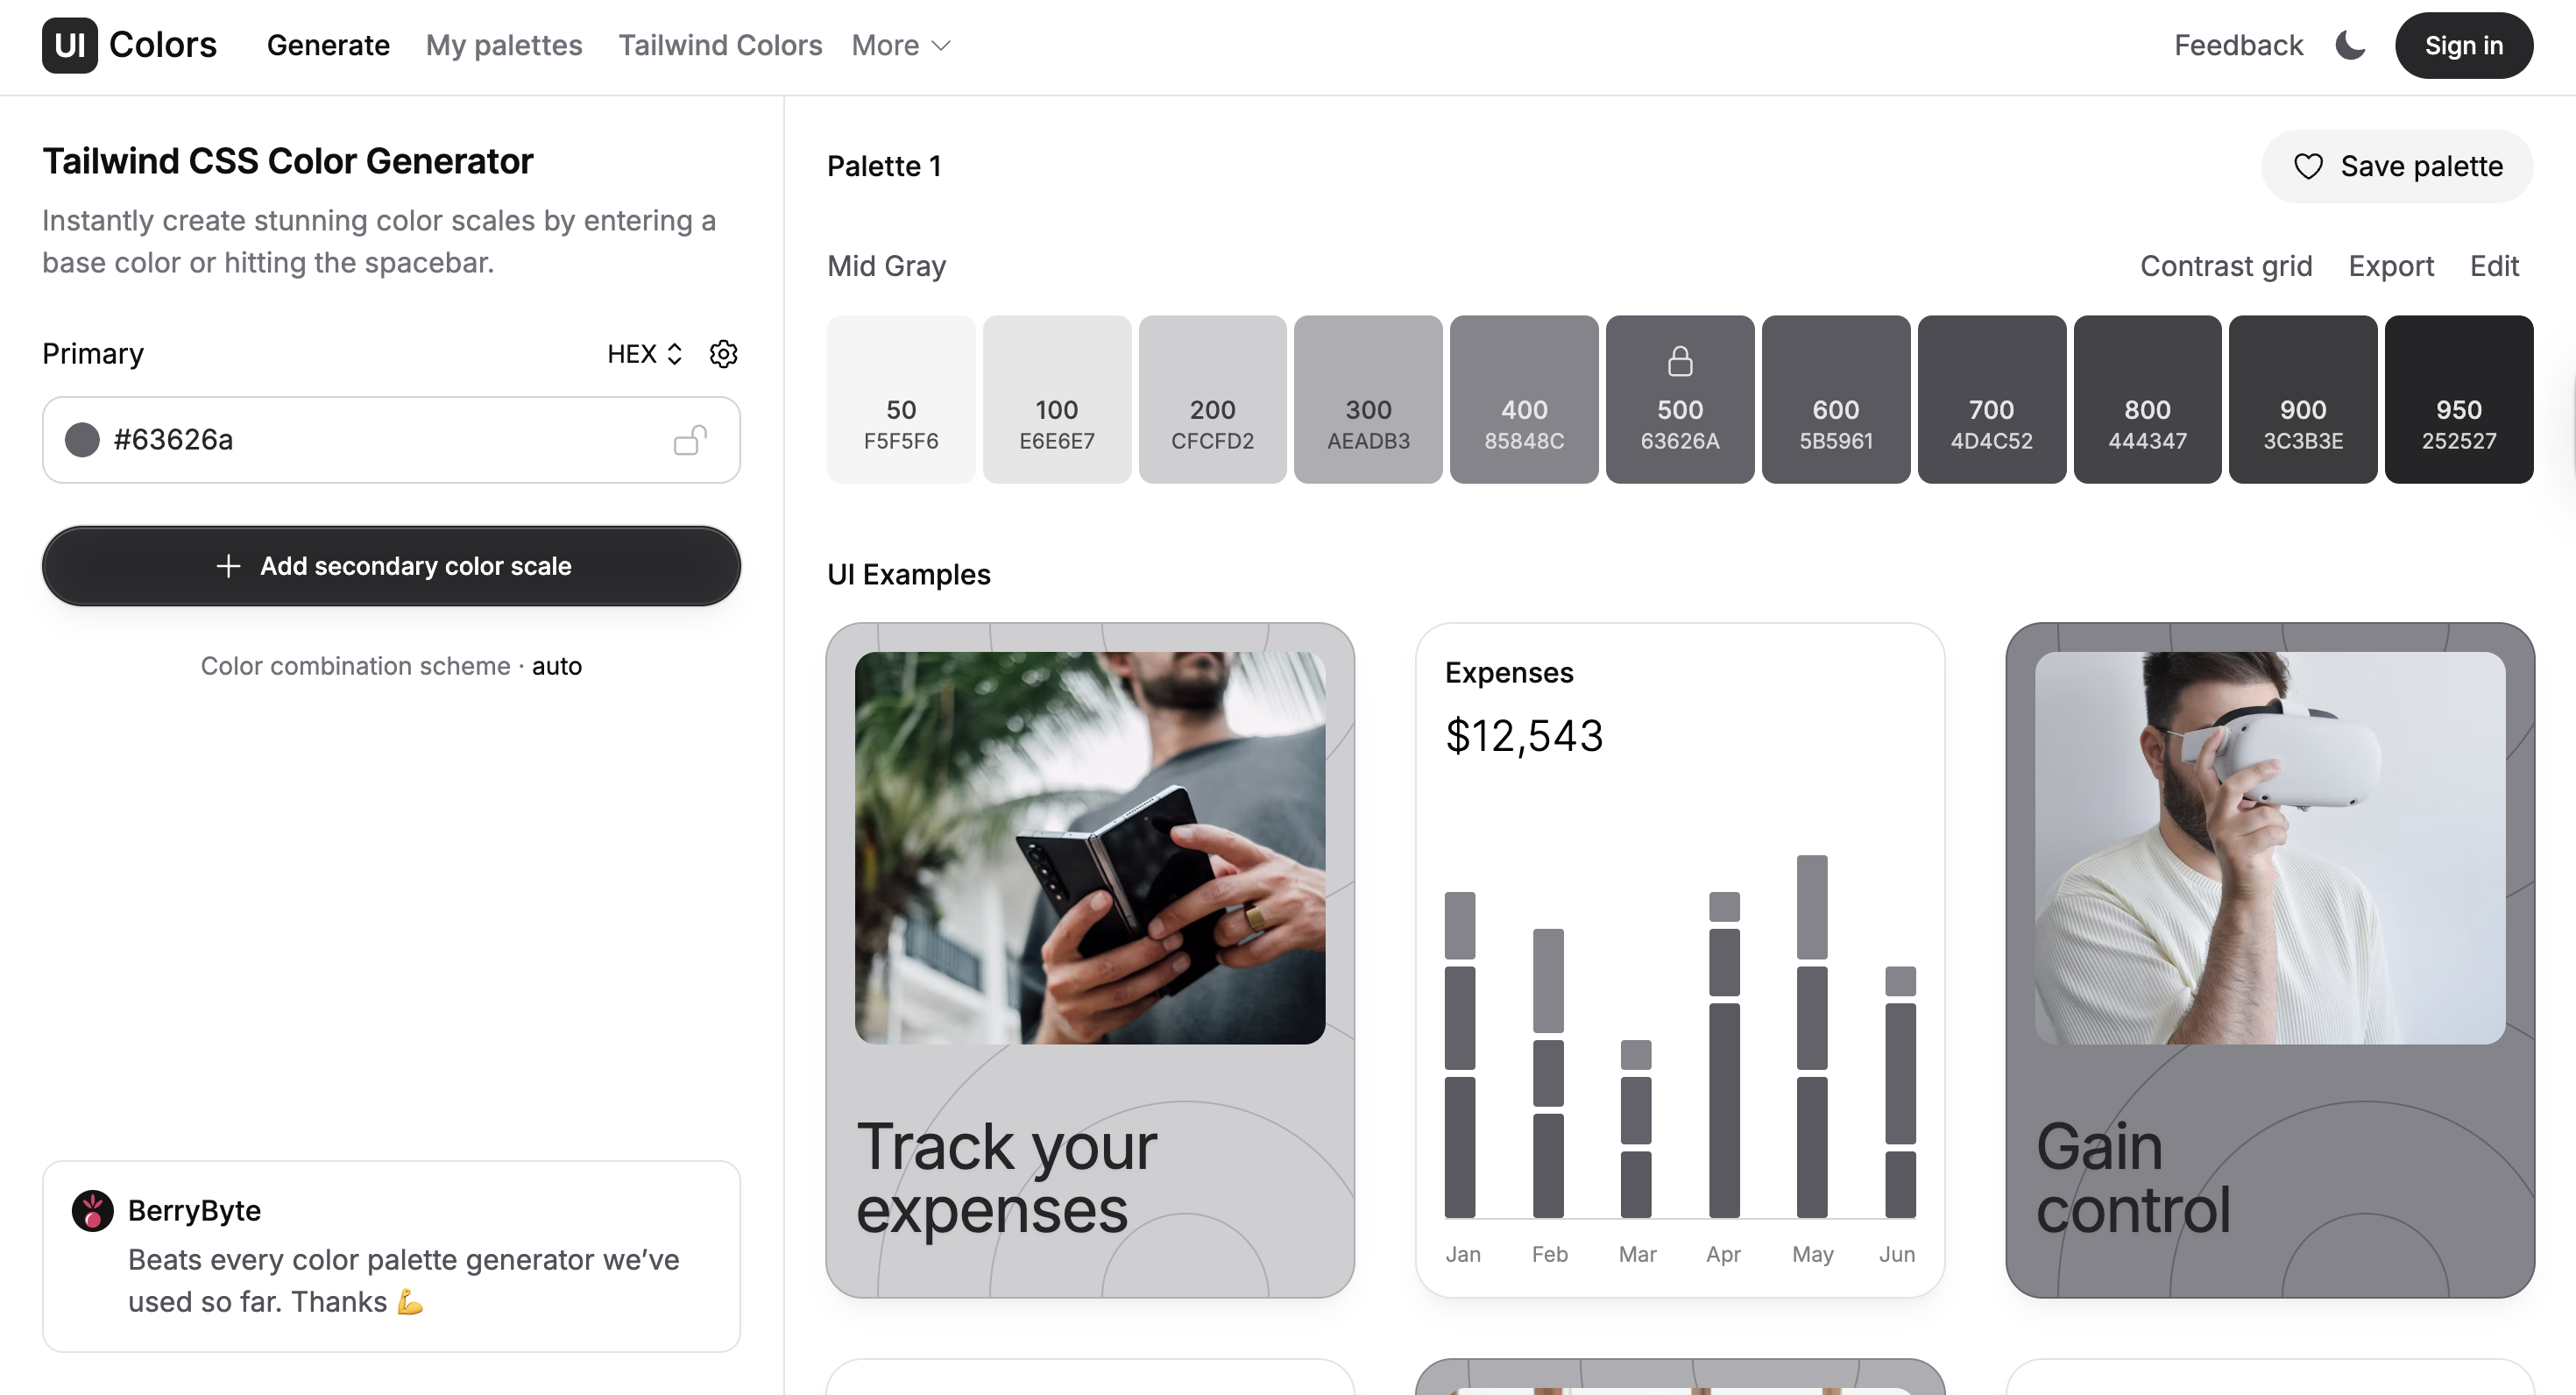 UI Colors Generate My palettes Tailwind Colors More Feedback Sign in
Tailwind CSS Color Generator
Instantly create stunning color scales by entering a
base color or hitting the spacebar.
Primary HEX
#63626a
Add secondary color scale
Color combination scheme · auto
BerryByte
Beats every color palette generator we’ve
used so far. Thanks 💪
Palette 1 Save palette
Mid Gray Contrast grid Export Edit
50 100 200 300 400 500 600 700 800 900 950
F5F5F6 E6E6E7 CFCFD2 AEADB3 85848C 63626A 5B5961 4D4C52 444347 3C3B3E 252527
UI Examples
Track your
expenses
Expenses
$12,543
Jan Feb Mar Apr May Jun
Gain
control